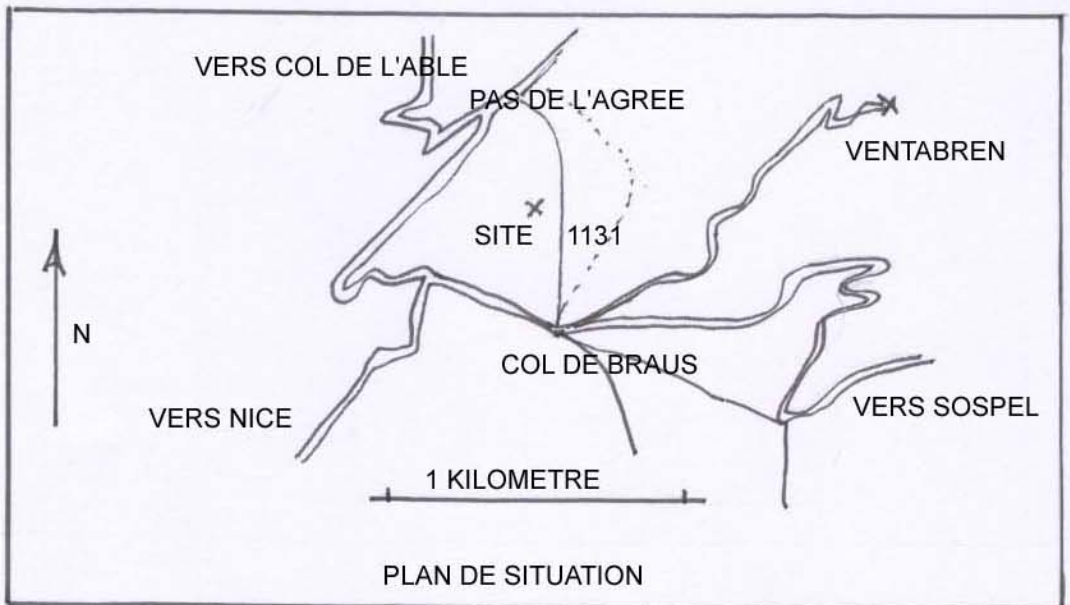 VERS COL DE L'ABLE
PAS DE L'AGREE
VENTABREN
SITE
1131
N
COL DE BRAUS
VERS NICE
VERS SOSPEL
1 KILOMETRE
PLAN DE SITUATION